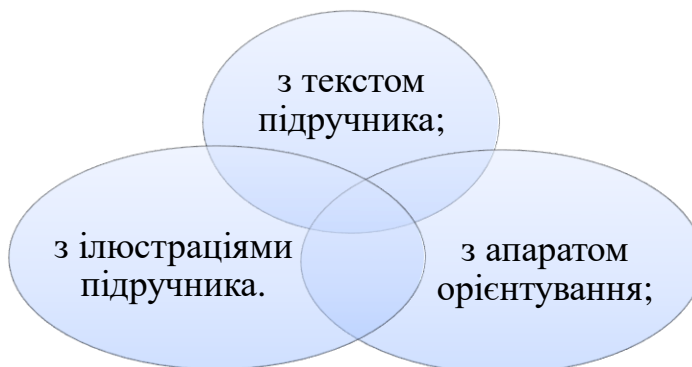 з текстом
підручника;
з ілюстраціями
підручника.
з апаратом
орієнтування;